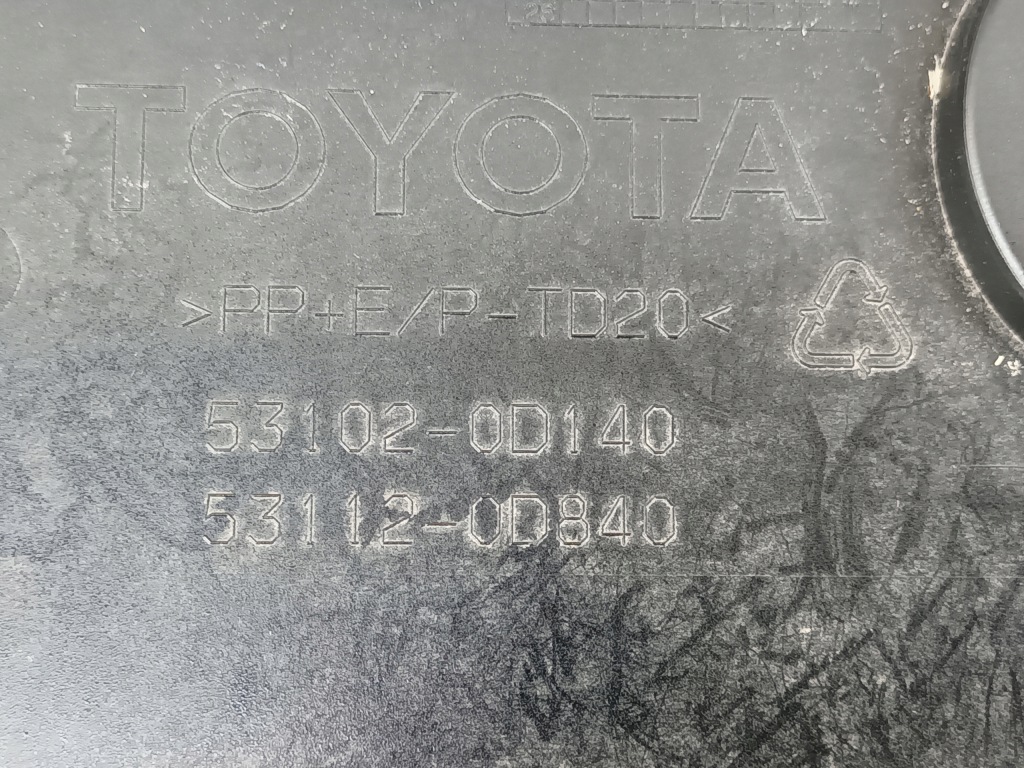 TOYOTA
>PP+E/P-TD20<
53102-0D140
53112-0D840